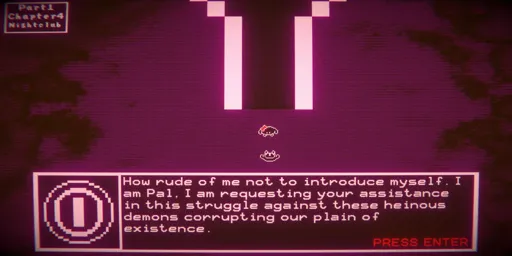 Part1
Chapter4
Nightclub
How rude of me not to introduce myself. I
am Pal. I am requesting your assistance
in this struggle against these heinous
demons corrupting our plain of
existence.
PRESS ENTER